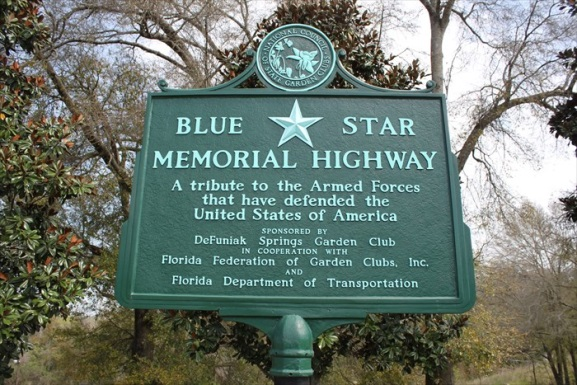 NATIONAL COUNCIL
OF STATE GARDEN CLUBS
BLUE STAR
MEMORIAL HIGHWAY
A tribute to the Armed Forces
that have defended the
United States of America
SPONSORED BY
DeFuniak Springs Garden Club
IN COOPERATION WITH
Florida Federation of Garden Clubs, Inc.
AND
Florida Department of Transportation